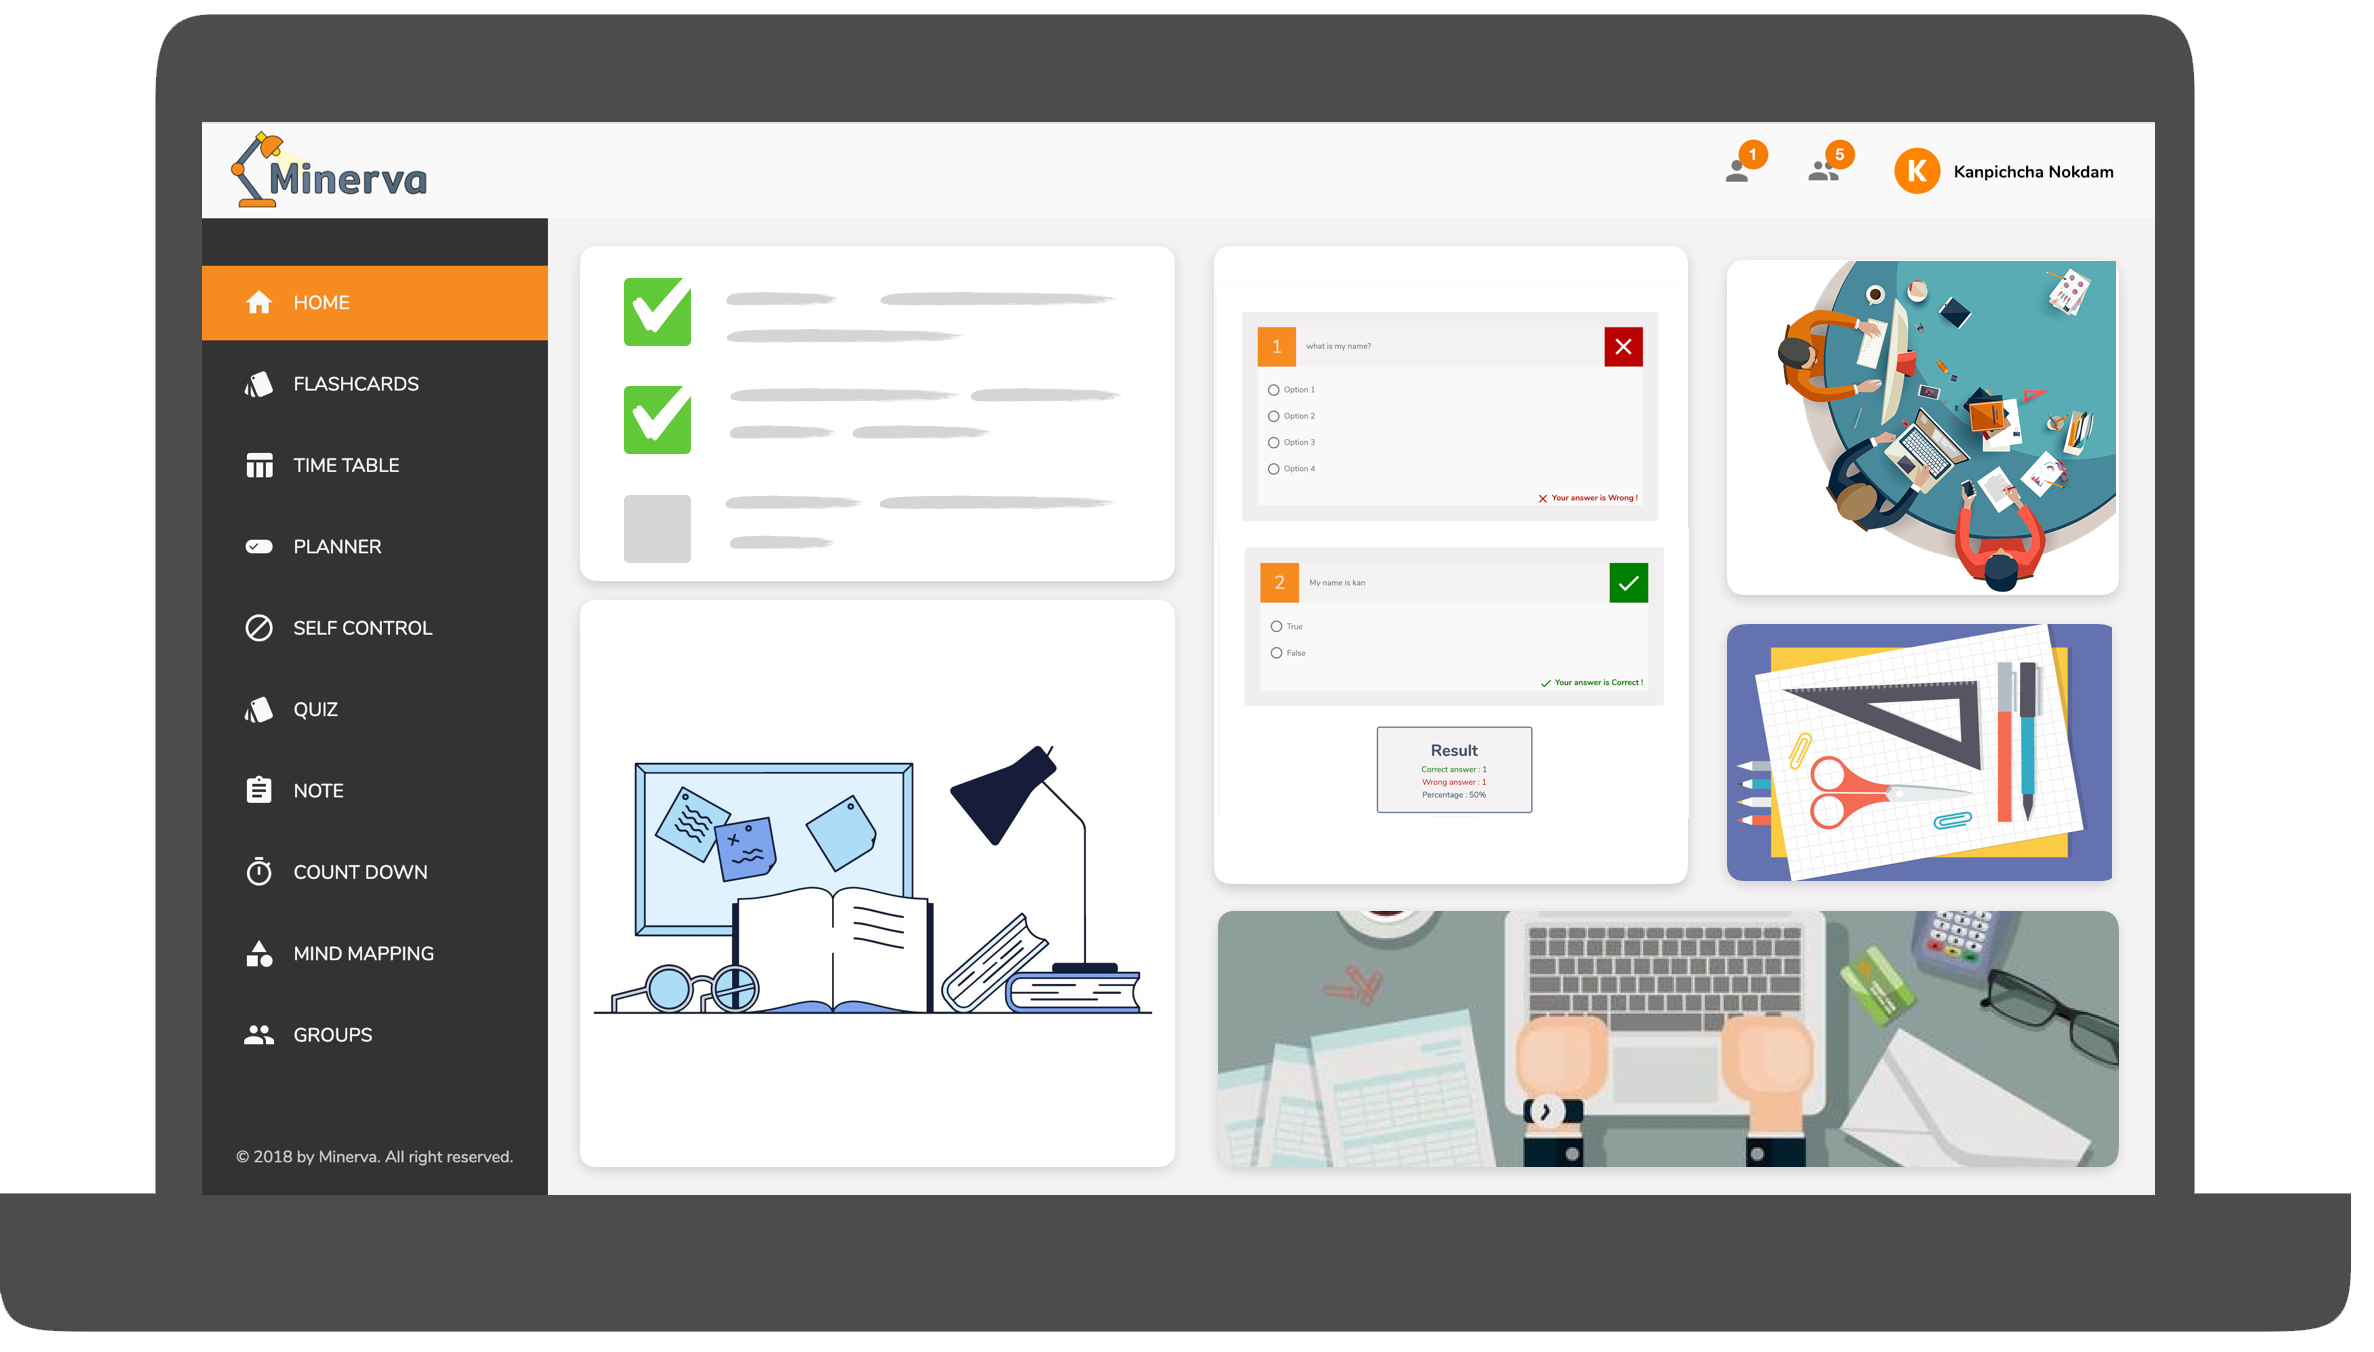 Minerva
1
5
K
Kanpichcha Nokdam
HOME
FLASHCARDS
TIME TABLE
PLANNER
SELF CONTROL
QUIZ
NOTE
COUNT DOWN
MIND MAPPING
GROUPS
© 2018 by Minerva. All right reserved.
1
what is my name?
Option 1
Option 2
Option 3
Option 4
Your answer is Wrong !
2
My name is kan
True
False
Your answer is Correct !
Result
Correct answer : 1
Wrong answer : 1
Percentage : 50%